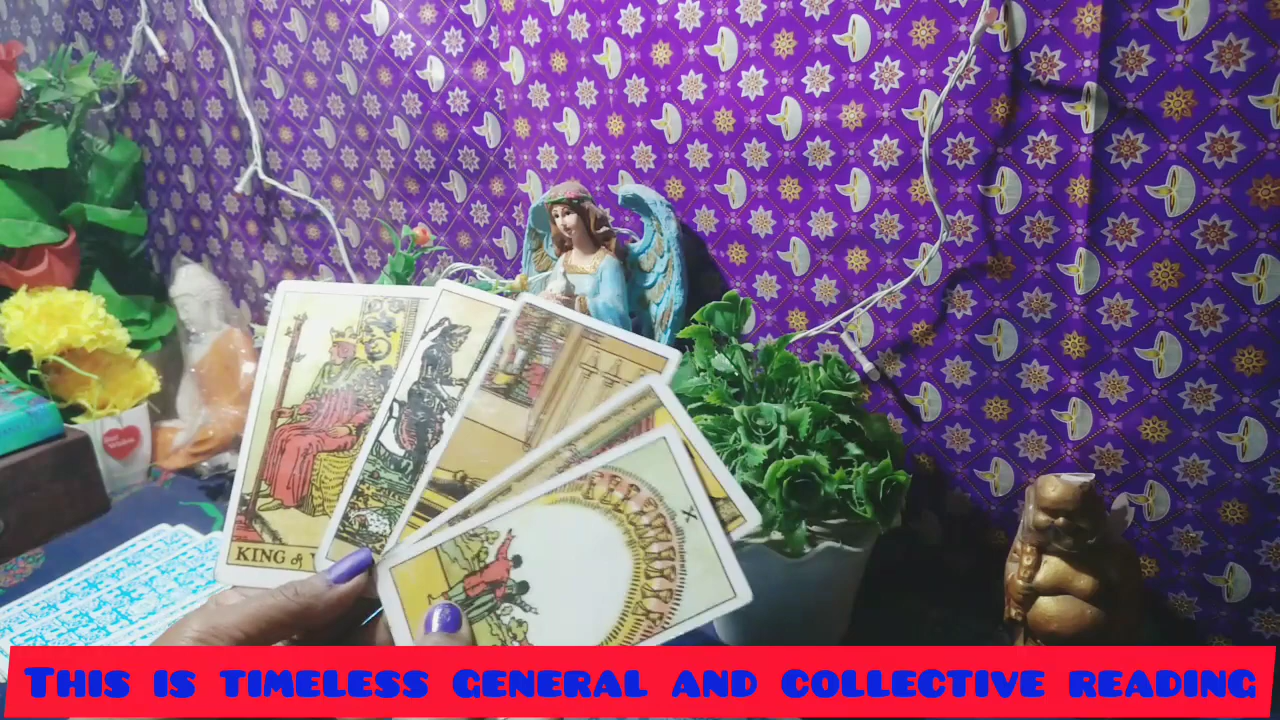 KING of
X
THIS IS TIMELESS GENERAL AND COLLECTIVE READING